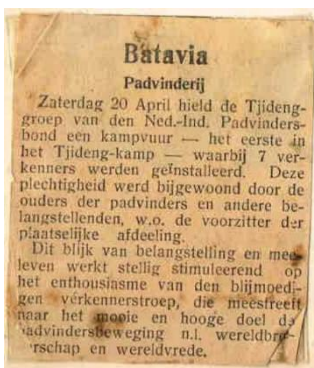 Batavia
Padvinderij
Zaterdag 20 April hield de Tjideng-
groep van den Ned.-Ind. Padvinders-
bond een kampvuur — het eerste in
het Tjideng-kamp — waarbij 7 ver-
kenners werden geïnstalleerd. Deze
plechtigheid werd bijgewoond door de
ouders der padvinders en andere be-
langstellenden, w.o. de voorzitter der
plaatselijke afdeeling.
Dit blijk van belangstelling en mee-
leven werkt stellig stimuleerend op
het enthousiasme van den blijmoedi-
gen verkennerstroep, die meestreeft
naar het mooie en hooge doel de
padvindersbeweging n.l. wereldbroe
erschap en wereldvrede.